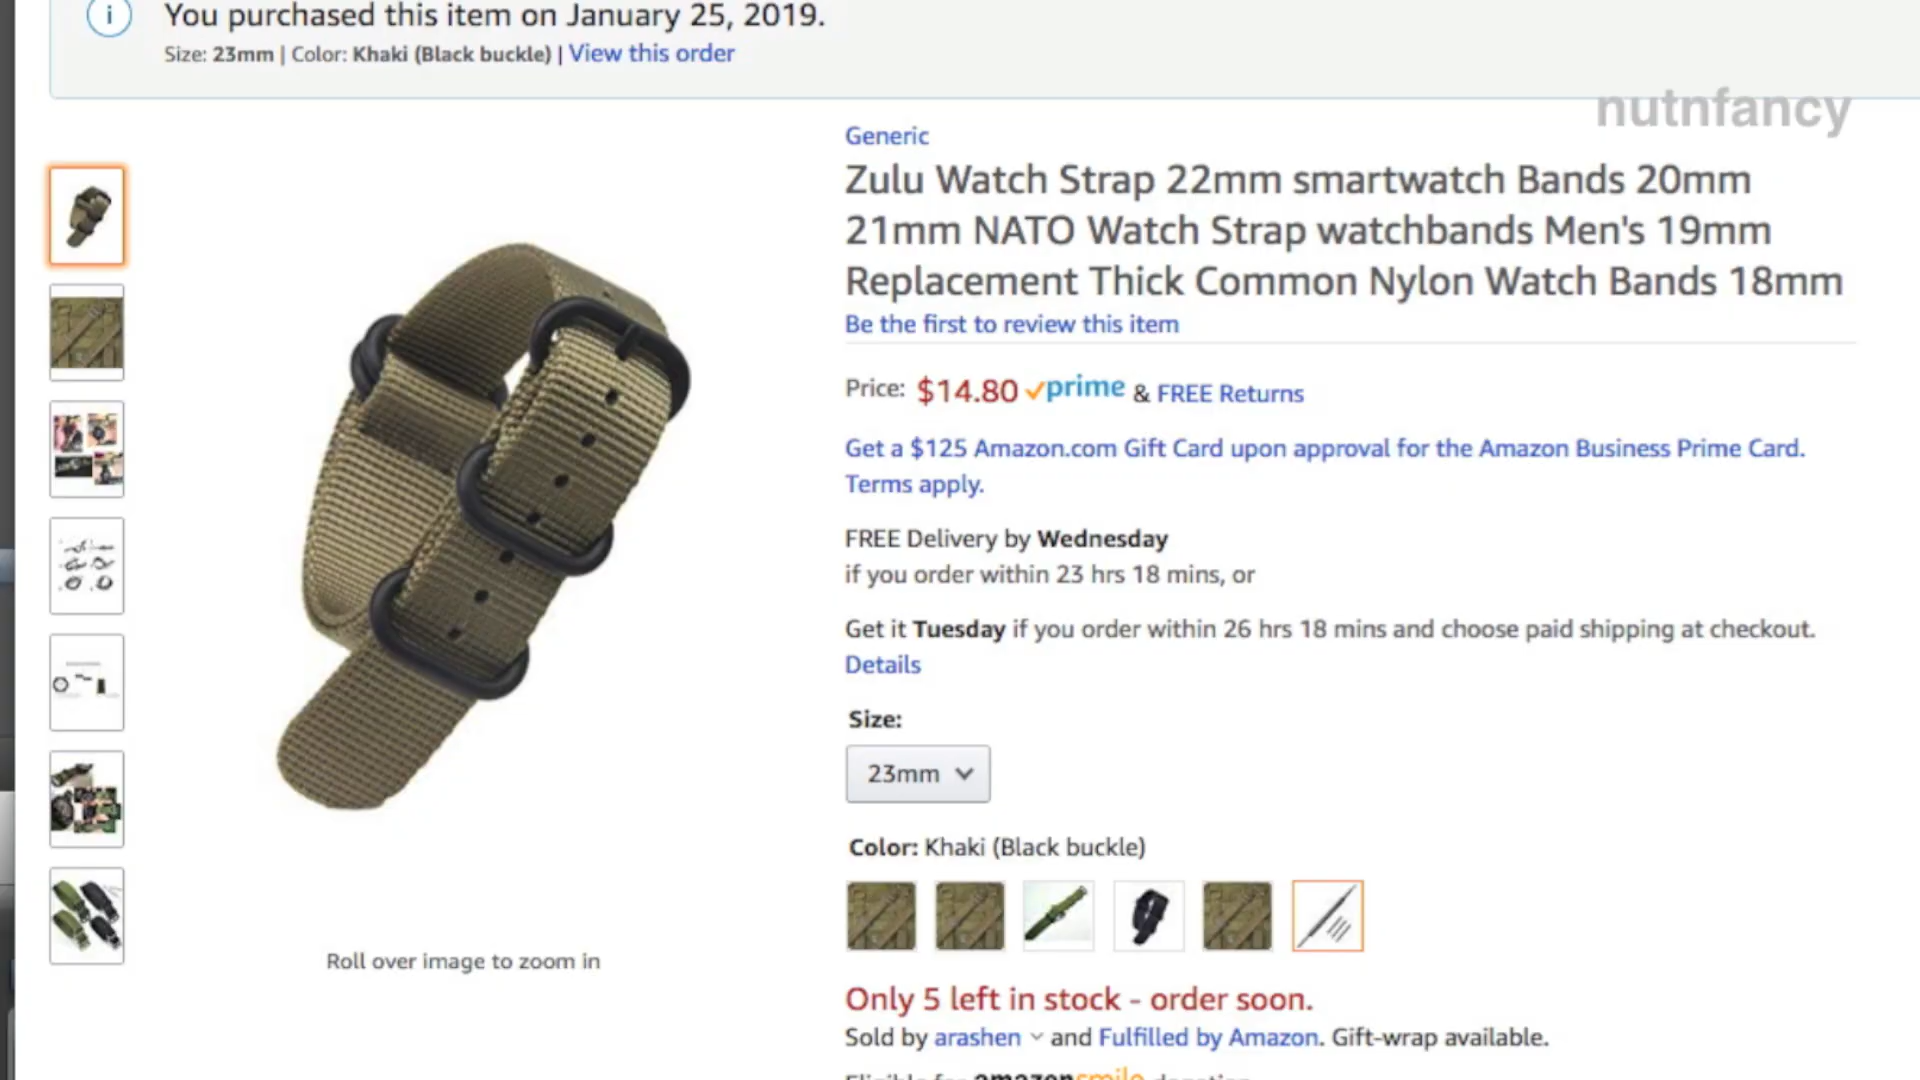 You purchased this item on January 25, 2019.
Size: 23mm | Color: Khaki (Black buckle) | View this order
nutnfancy
Generic
Zulu Watch Strap 22mm smartwatch Bands 20mm
21mm NATO Watch Strap watchbands Men's 19mm
Replacement Thick Common Nylon Watch Bands 18mm
Be the first to review this item
Price: $14.80 prime & FREE Returns
Get a $125 Amazon.com Gift Card upon approval for the Amazon Business Prime Card.
Terms apply.
FREE Delivery by Wednesday
if you order within 23 hrs 18 mins, or
Get it Tuesday if you order within 26 hrs 18 mins and choose paid shipping at checkout.
Details
Size:
23mm
Color: Khaki (Black buckle)
Roll over image to zoom in
Only 5 left in stock - order soon.
Sold by arashen and Fulfilled by Amazon. Gift-wrap available.
Eligible for amazonsmile donation.